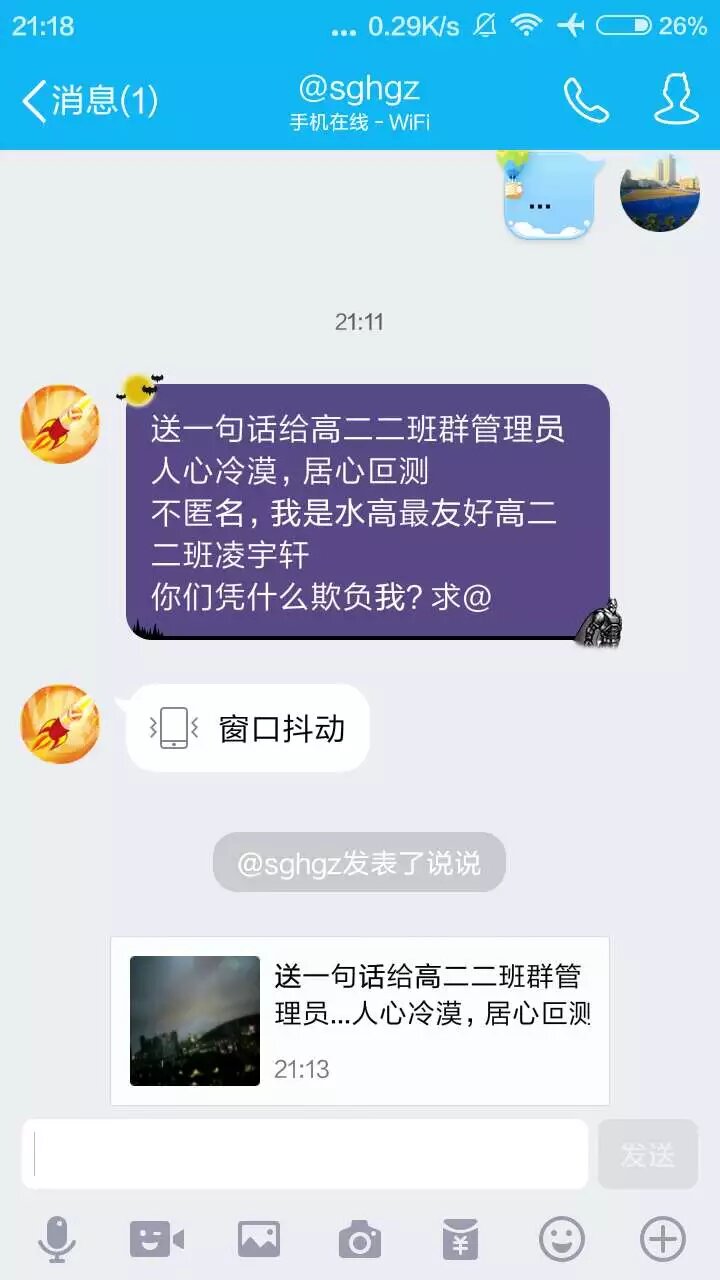 21:18
... 0.29K/s
26%
消息(1)
@sghgz
手机在线 - WiFi
...
21:11
送一句话给高二二班群管理员
人心冷漠，居心叵测
不匿名，我是水高最友好高二
二班凌宇轩
你们凭什么欺负我？求@
窗口抖动
@sghgz发表了说说
送一句话给高二二班群管
理员...人心冷漠，居心叵测
21:13
发送